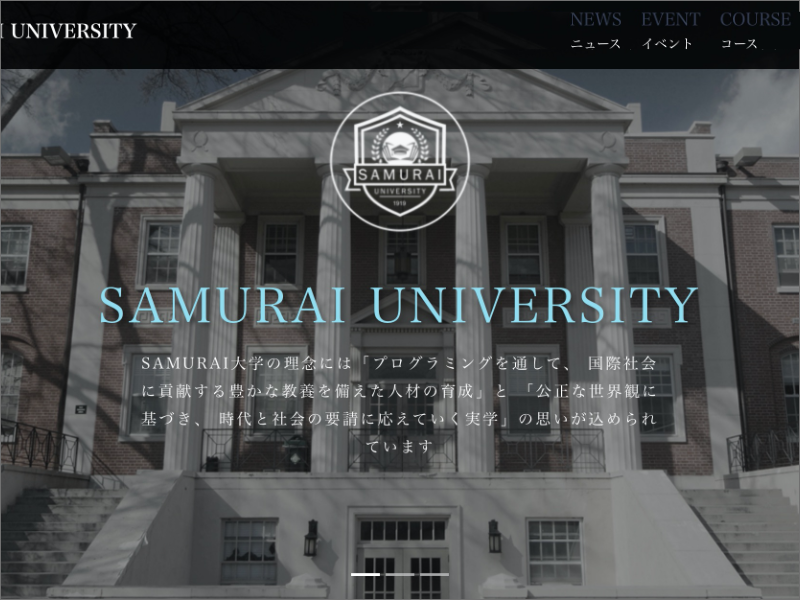 I UNIVERSITY
NEWS EVENT COURSE
ニュース イベント コース
SAMURAI
UNIVERSITY
1919
SAMURAI UNIVERSITY
SAMURAI大学の理念には「プログラミングを通して、 国際社会
に貢献する豊かな教養を備えた人材の育成」と 「公正な世界観に
基づき、 時代と社会の要請に応えていく実学」の思いが込められ
ています